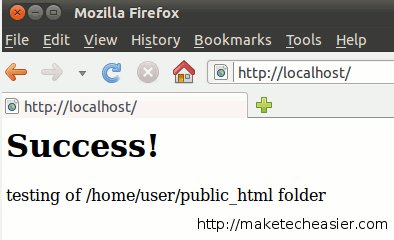 Mozilla Firefox
File Edit View History Bookmarks Tools Help
http://localhost/
http://localhost/
Success!
testing of /home/user/public_html folder
http://maketecheasier.com